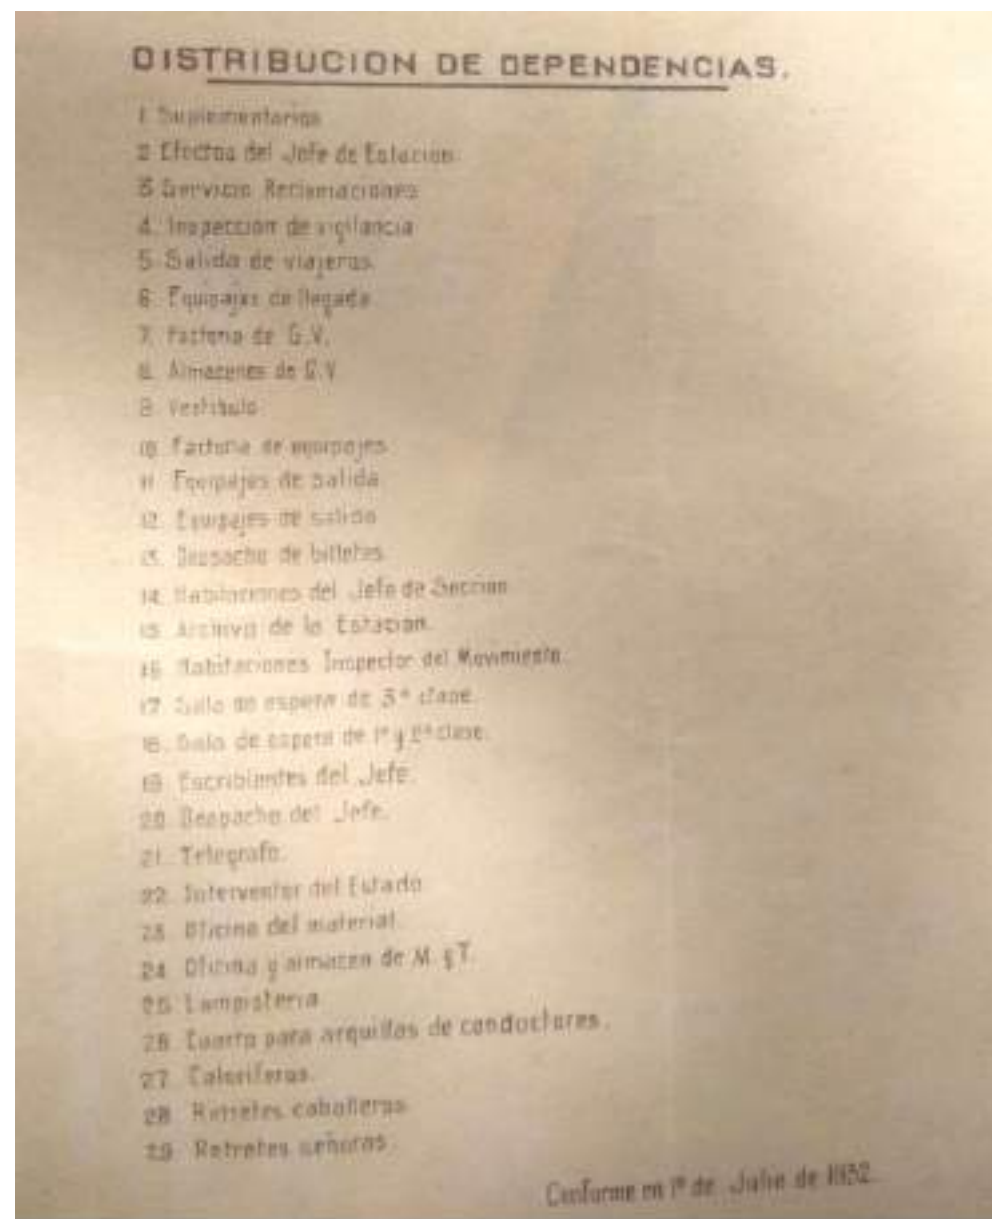 DISTRIBUCION DE DEPENDENCIAS.
1 Suplementarios
2 Efectos del Jefe de Estación.
3 Servicio Reclamaciones
4. Inspección de vigilancia
5 Salida de viajeros.
6 Equipajes de llegada
7. Factoria de G.V.
8. Almacenes de G.V
9 Vestíbulo
10 Factoria de equipajes
11 Equipajes de salida
12 Equipajes de salida
13. Despacho de billetes
14 Habitaciones del Jefe de Sección
15 Archivo de la Estación.
16 Habitaciones Inspector del Movimiento.
17 Sala de espera de 3ª clase.
18. Sala de espera de 1ª y 2ª clase.
19 Escribientes del Jefe.
20 Despacho del Jefe.
21 Telegrafo.
22 Interventor del Estado
23 Oficina del material.
24 Oficina y almacen de M. y T.
25 Lampisteria
26 Cuarto para arquillas de conductores.
27 Caloriferos.
28 Retretes caballeros
29 Retretes señoras
Conforme en 1º de Julio de 1932